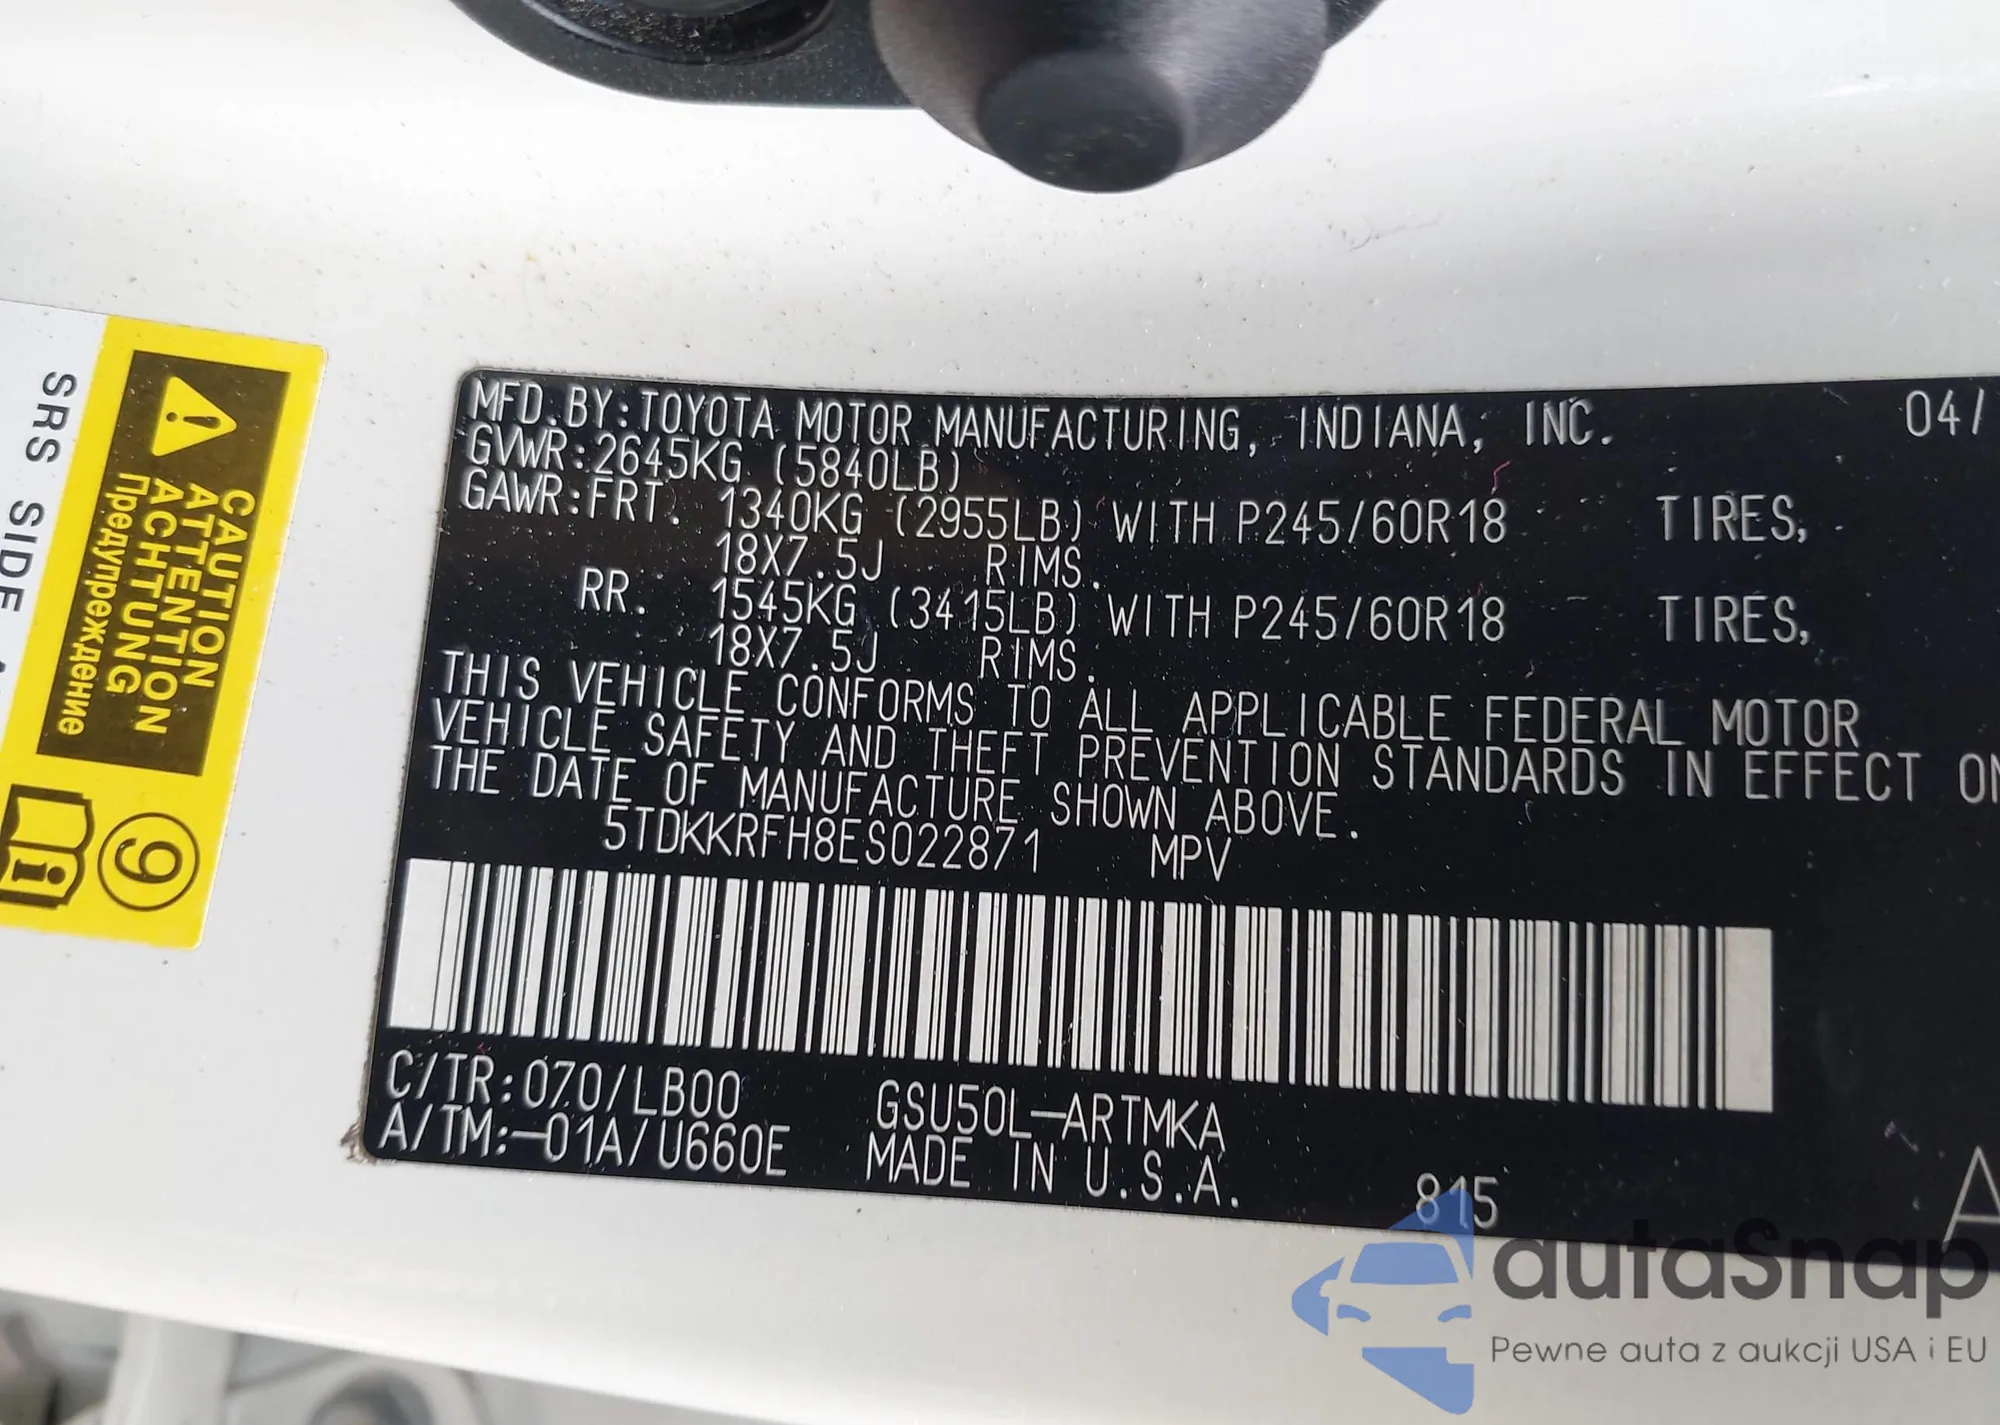 MFD.BY:TOYOTA MOTOR MANUFACTURING, INDIANA, INC. 04/
GVWR:2645KG (5840LB)
GAWR:FRT. 1340KG (2955LB) WITH P245/60R18 TIRES,
18X7.5J RIMS.
RR. 1545KG (3415LB) WITH P245/60R18 TIRES,
18X7.5J RIMS.
THIS VEHICLE CONFORMS TO ALL APPLICABLE FEDERAL MOTOR
VEHICLE SAFETY AND THEFT PREVENTION STANDARDS IN EFFECT ON
THE DATE OF MANUFACTURE SHOWN ABOVE.
5TDKKRFH8ES022871 MPV
C/TR:070/LB00 GSU50L-ARTMKA
A/TM:-01A/U660E MADE IN U.S.A. 815
A
SRS SIDE
CAUTION
ATTENTION
ACHTUNG
Предупреждение
9
autaSnap
Pewne auta z aukcji USA i EU